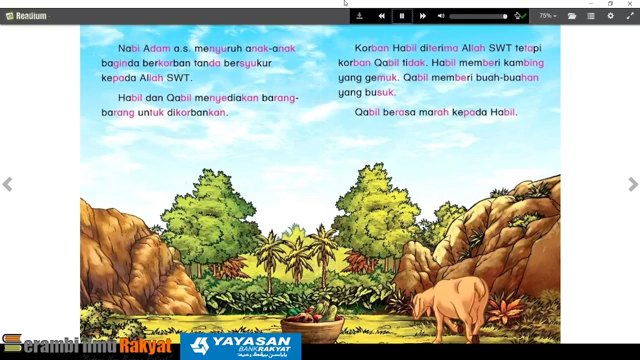 Readium
75%
Nabi Adam a.s. menyuruh anak-anak
baginda berkorban tanda bersyukur
kepada Allah SWT.
Habil dan Qabil menyediakan barang-
barang untuk dikorbankan.
Korban Habil diterima Allah SWT tetapi
korban Qabil tidak. Habil memberi kambing
yang gemuk. Qabil memberi buah-buahan
yang busuk.
Qabil berasa marah kepada Habil.
Serambi Ilmu Rakyat
YAYASAN
BANK RAKYAT